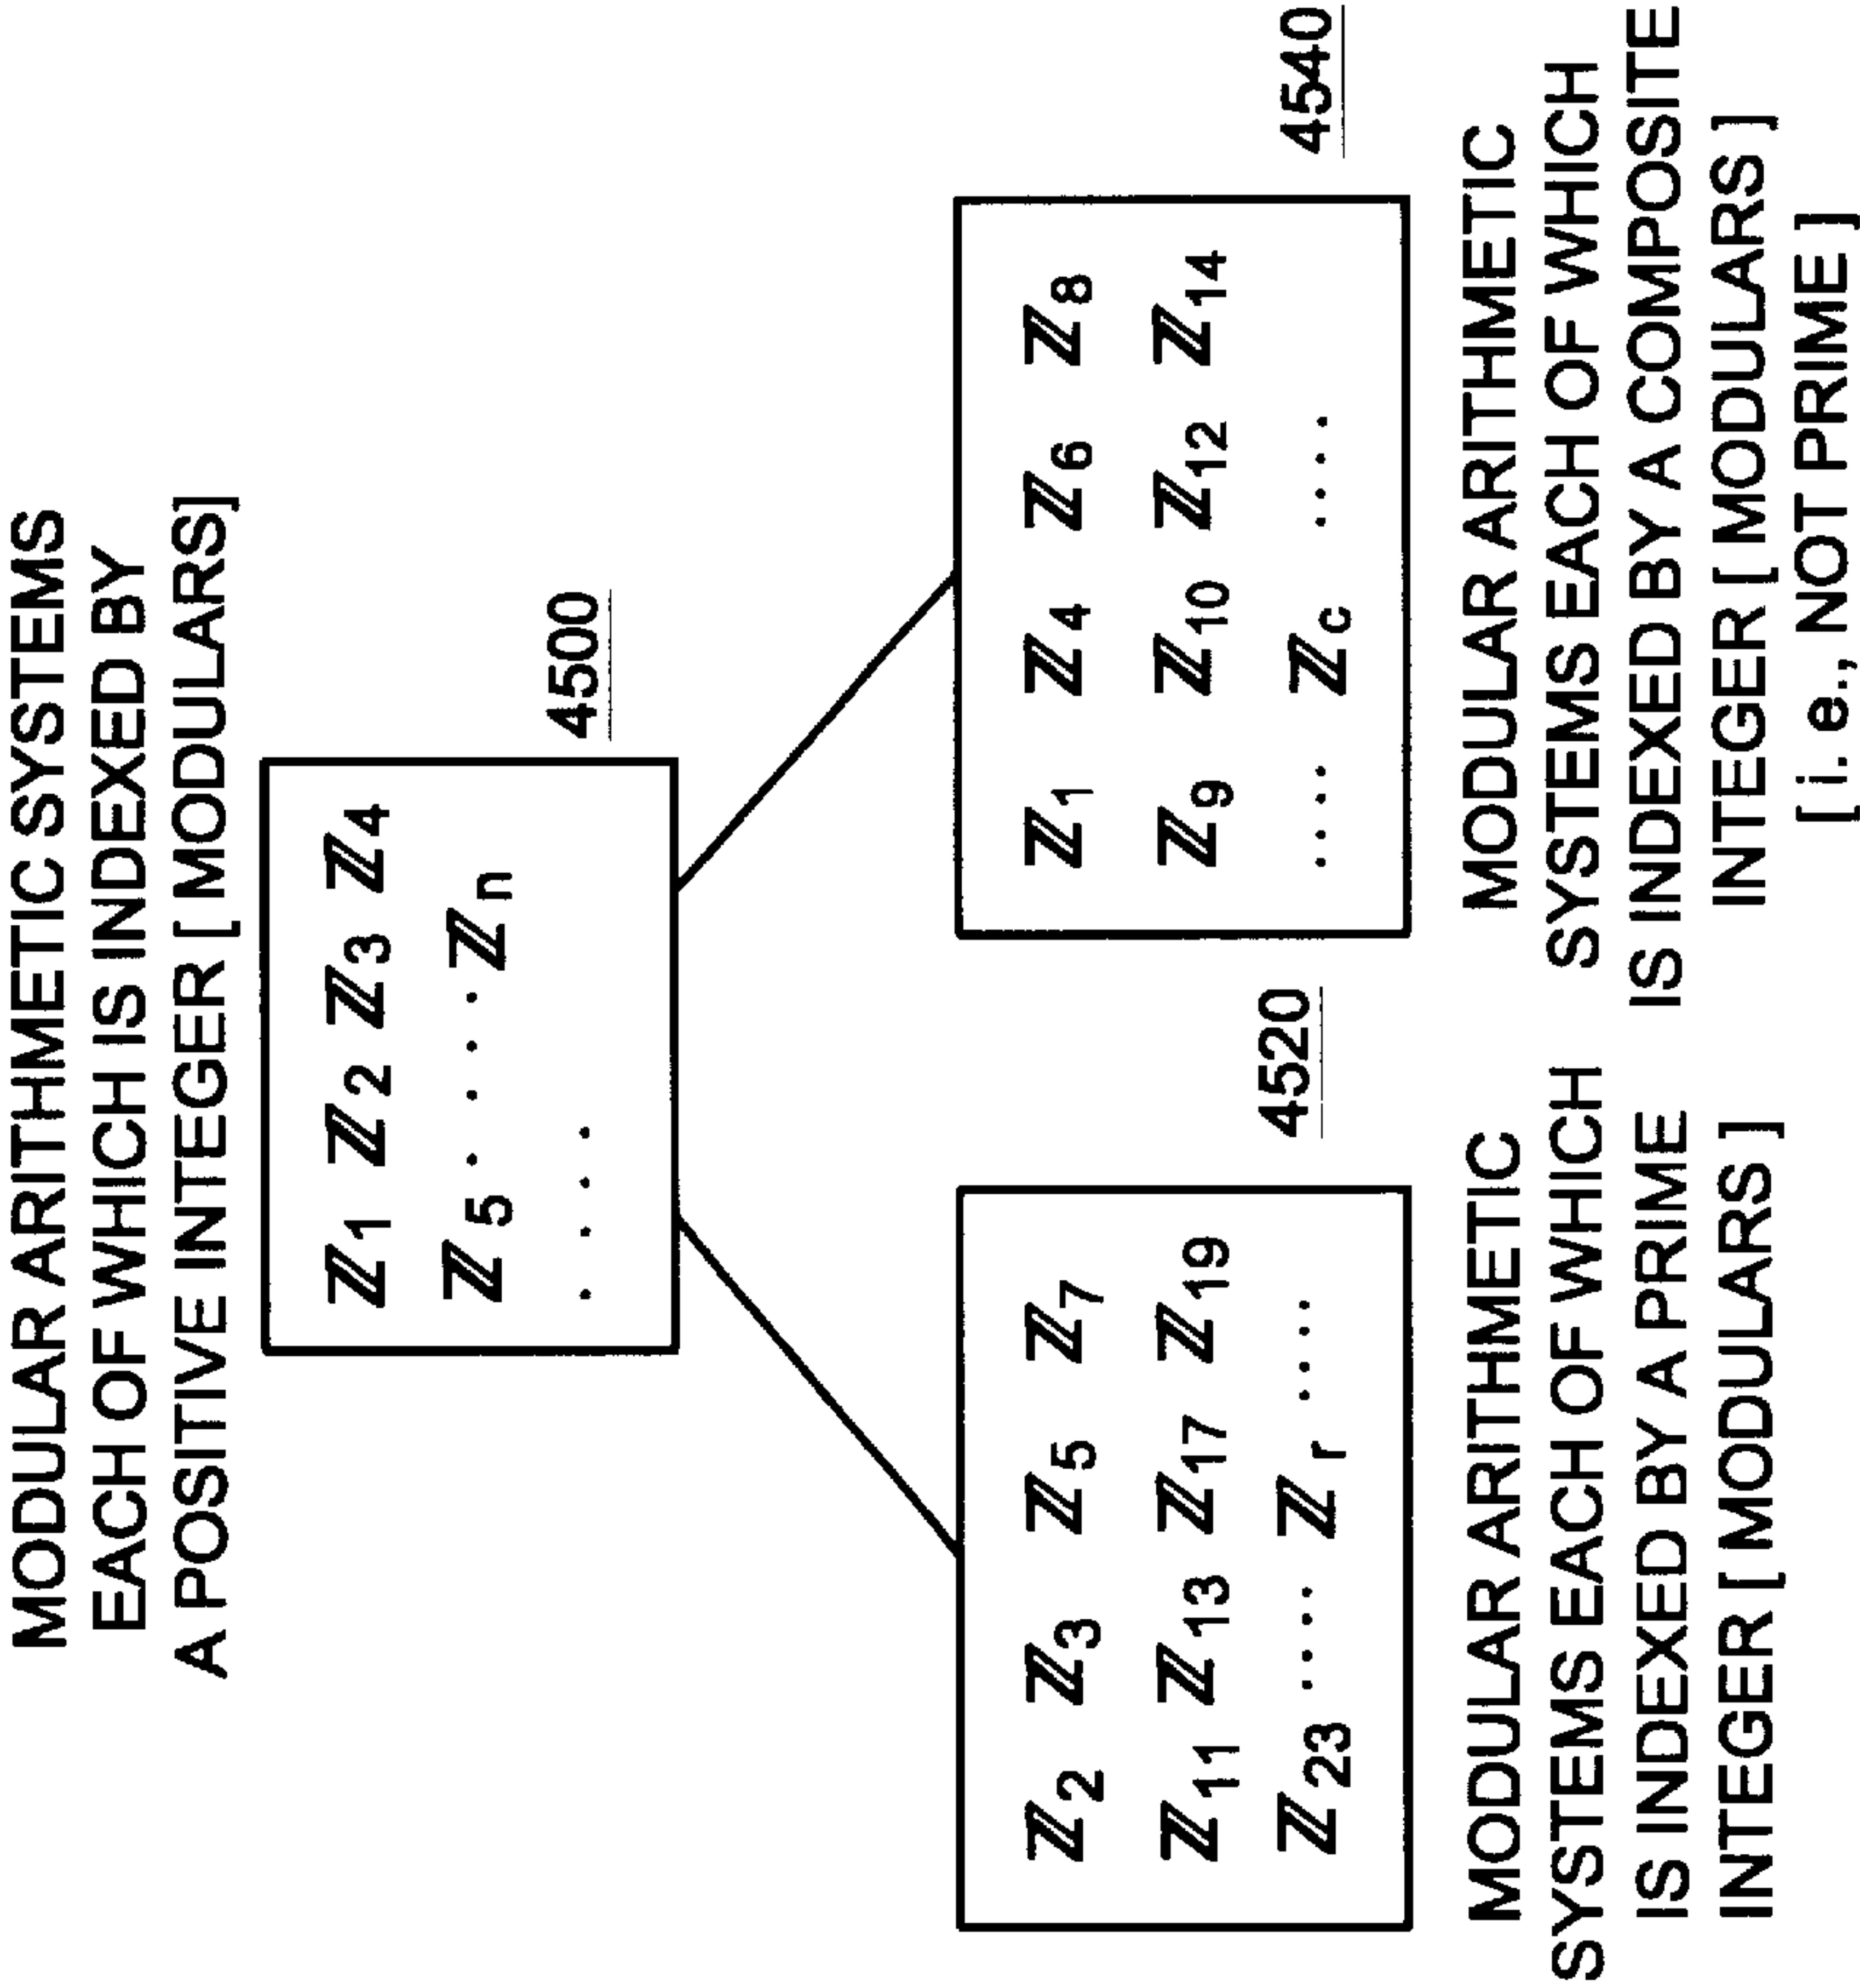 MODULAR ARITHMETIC SYSTEMS
EACH OF WHICH IS INDEXED BY
A POSITIVE INTEGER [ MODULARS]
ℤ1 ℤ2 ℤ3 ℤ4
ℤ5 . . . . ℤn
. . . .
4500
ℤ2 ℤ3 ℤ5 ℤ7
ℤ11 ℤ13 ℤ17 ℤ19
ℤ23 . . . . ℤr . . . .
4520
MODULAR ARITHMETIC
SYSTEMS EACH OF WHICH
IS INDEXED BY A PRIME
INTEGER [ MODULARS ]
ℤ1 ℤ4 ℤ6 ℤ8
ℤ9 ℤ10 ℤ12 ℤ14
. . . . ℤc . . . .
4540
MODULAR ARITHMETIC
SYSTEMS EACH OF WHICH
IS INDEXED BY A COMPOSITE
INTEGER [ MODULARS ]
[ i. e., NOT PRIME ]